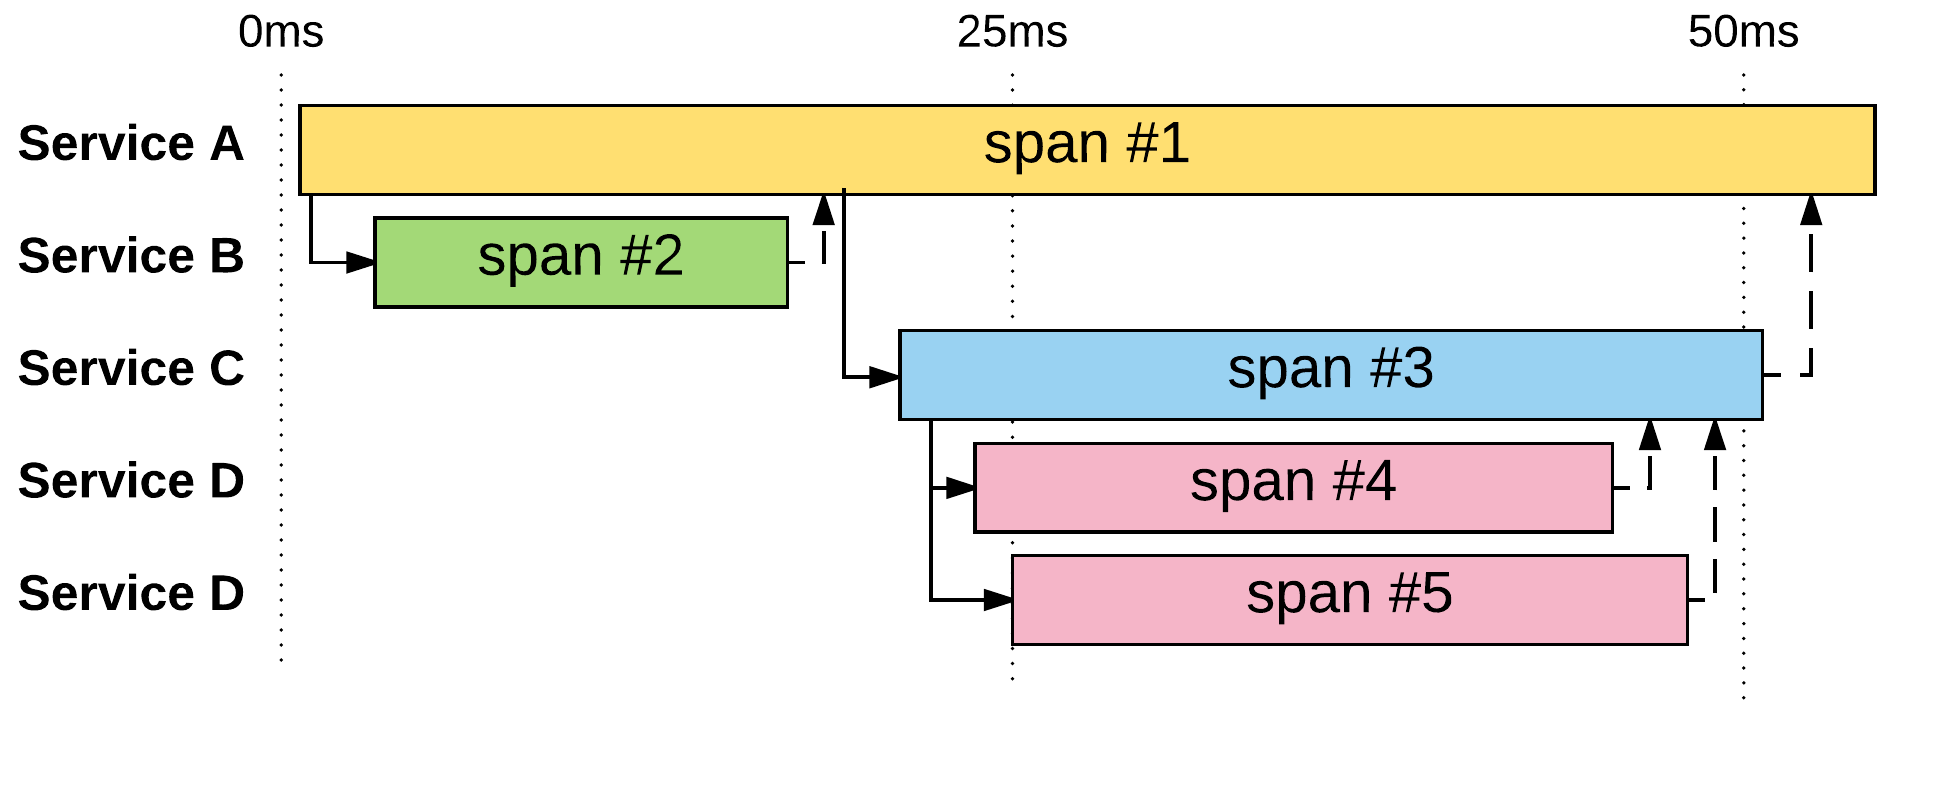 0ms 25ms 50ms
Service A span #1
Service B span #2
Service C span #3
Service D span #4
Service D span #5